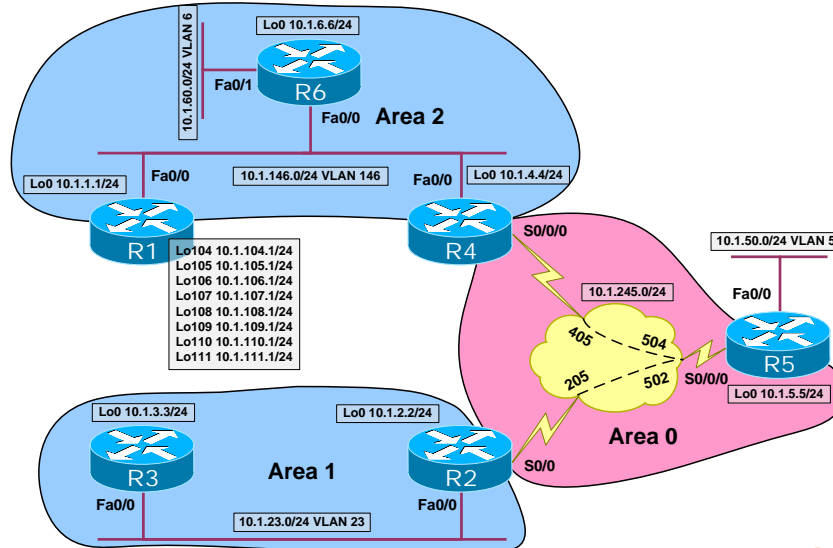 Lo0 10.1.6.6/24
10.1.60.0/24 VLAN 6
Fa0/1
R6
Fa0/0
Area 2
Lo0 10.1.1.1/24
Fa0/0
10.1.146.0/24 VLAN 146
Fa0/0
Lo0 10.1.4.4/24
R1
R4
S0/0/0
Lo104 10.1.104.1/24
Lo105 10.1.105.1/24
Lo106 10.1.106.1/24
Lo107 10.1.107.1/24
Lo108 10.1.108.1/24
Lo109 10.1.109.1/24
Lo110 10.1.110.1/24
Lo111 10.1.111.1/24
10.1.50.0/24 VLAN 5
10.1.245.0/24
Fa0/0
405
504
R5
205
502
S0/0/0
Lo0 10.1.5.5/24
Area 0
Lo0 10.1.3.3/24
Lo0 10.1.2.2/24
R3
R2
S0/0
Area 1
Fa0/0
Fa0/0
10.1.23.0/24 VLAN 23